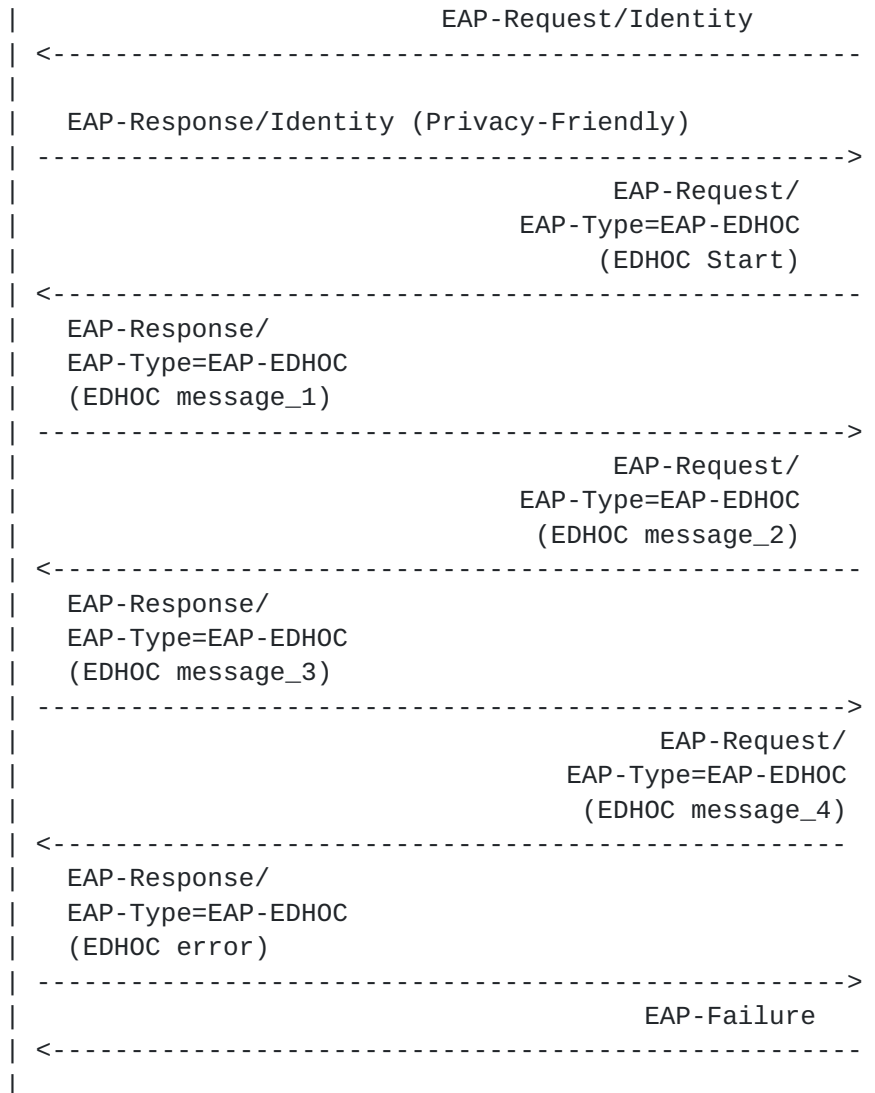 |                           EAP-Request/Identity
| <----------------------------------------------------
|
|   EAP-Response/Identity (Privacy-Friendly)
| ---------------------------------------------------->
|                                      EAP-Request/
|                                EAP-Type=EAP-EDHOC
|                                     (EDHOC Start)
| <----------------------------------------------------
|   EAP-Response/
|   EAP-Type=EAP-EDHOC
|   (EDHOC message_1)
| ---------------------------------------------------->
|                                      EAP-Request/
|                                EAP-Type=EAP-EDHOC
|                                 (EDHOC message_2)
| <----------------------------------------------------
|   EAP-Response/
|   EAP-Type=EAP-EDHOC
|   (EDHOC message_3)
| ---------------------------------------------------->
|                                         EAP-Request/
|                                   EAP-Type=EAP-EDHOC
|                                    (EDHOC message_4)
| <---------------------------------------------------
|   EAP-Response/
|   EAP-Type=EAP-EDHOC
|   (EDHOC error)
| ---------------------------------------------------->
|                                        EAP-Failure
| <----------------------------------------------------
|